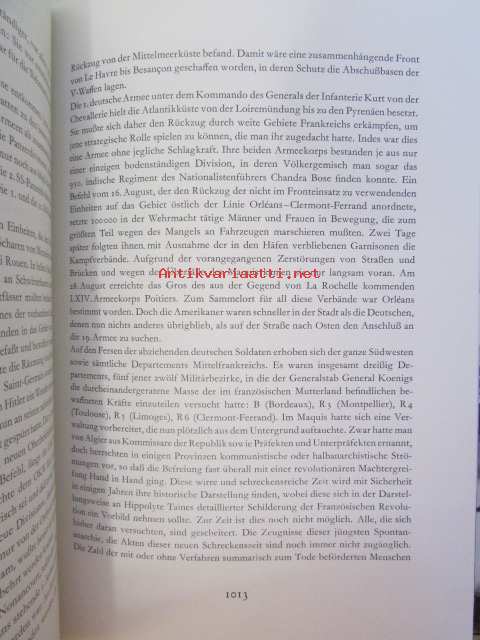 Rückzug von der Mittelmeerküste befand. Damit wäre eine zusammenhängende Front
von Le Havre bis Besançon geschaffen worden, in deren Schutz die Abschußbasen der
V-Waffen lagen.
Die 1. deutsche Armee unter dem Kommando des Generals der Infanterie Kurt von der
Chevallerie hielt die Atlantikküste von der Loiremündung bis zu den Pyrenäen besetzt.
Sie mußte sich daher den Rückzug durch weite Gebiete Frankreichs erkämpfen, um
jene strategische Rolle spielen zu können, die man ihr zugedacht hatte. Indes war dies
eine Armee ohne jegliche Schlagkraft. Ihre beiden Armeekorps bestanden je aus nur
einer einzigen bodenständigen Division, in deren Völkergemisch man sogar das
950. indische Regiment des Nationalistenführers Chandra Bose finden konnte. Ein
Befehl vom 16. August, der den Rückzug der nicht im Fronteinsatz zu verwendenden
Einheiten auf das Gebiet östlich der Linie Orléans–Clermont-Ferrand anordnete,
setzte 100000 in der Wehrmacht tätige Männer und Frauen in Bewegung, die zum
größten Teil wegen des Mangels an Fahrzeugen marschieren mußten. Zwei Tage
später folgten ihnen mit Ausnahme der in den Häfen verbliebenen Garnisonen die
Kampfverbände. Aufgrund der vorangegangenen Zerstörungen von Straßen und
Brücken und wegen der nur langsam voran. Am
Antikvariaatti.net
28. August erreichte das Gros des aus der Gegend von La Rochelle kommenden
LXIV. Armeekorps Poitiers. Zum Sammelort für all diese Verbände war Orléans
bestimmt worden. Doch die Amerikaner waren schneller in der Stadt als die Deutschen,
denen nun nichts anderes übrigblieb, als auf der Straße nach Osten den Anschluß an
die 19. Armee zu suchen.
Auf den Fersen der abziehenden deutschen Soldaten erhoben sich der ganze Südwesten
sowie sämtliche Departements Mittelfrankreichs. Es waren insgesamt dreißig De-
partements, fünf jener zwölf Militärbezirke, in die der Generalstab General Koenigs
die durcheinandergeratene Masse der im französischen Mutterland befindlichen be-
waffneten Kräfte einzuteilen versucht hatte: B (Bordeaux), R 3 (Montpellier), R 4
(Toulouse), R 5 (Limoges), R 6 (Clermont-Ferrand). Im Maquis hatte sich eine Ver-
waltung vorbereitet, die nun plötzlich aus dem Untergrund auftauchte. Zwar hatte man
von Algier aus Kommissare der Republik sowie Präfekten und Unterpräfekten ernannt,
doch herrschten in einigen Provinzen kommunistische oder halbanarchistische Strö-
mungen vor, so daß die Befreiung fast überall mit einer revolutionären Machtergrei-
fung Hand in Hand ging. Diese wirre und schreckensreiche Zeit wird mit Sicherheit
in einigen Jahren ihre historische Darstellung finden, wobei diese sich in der Darstel-
lungsweise an Hippolyte Taines detaillierter Schilderung der Französischen Revolu-
tion ein Vorbild nehmen sollte. Zur Zeit ist dies noch nicht möglich. Alle, die sich
bisher daran versuchten, sind gescheitert. Die Zeugnisse dieser jüngsten Spontan-
anarchie, die Akten dieser neuen Schreckenszeit sind noch immer nicht zugänglich.
Die Zahl der mit oder ohne Verfahren summarisch zum Tode beförderten Menschen
1013